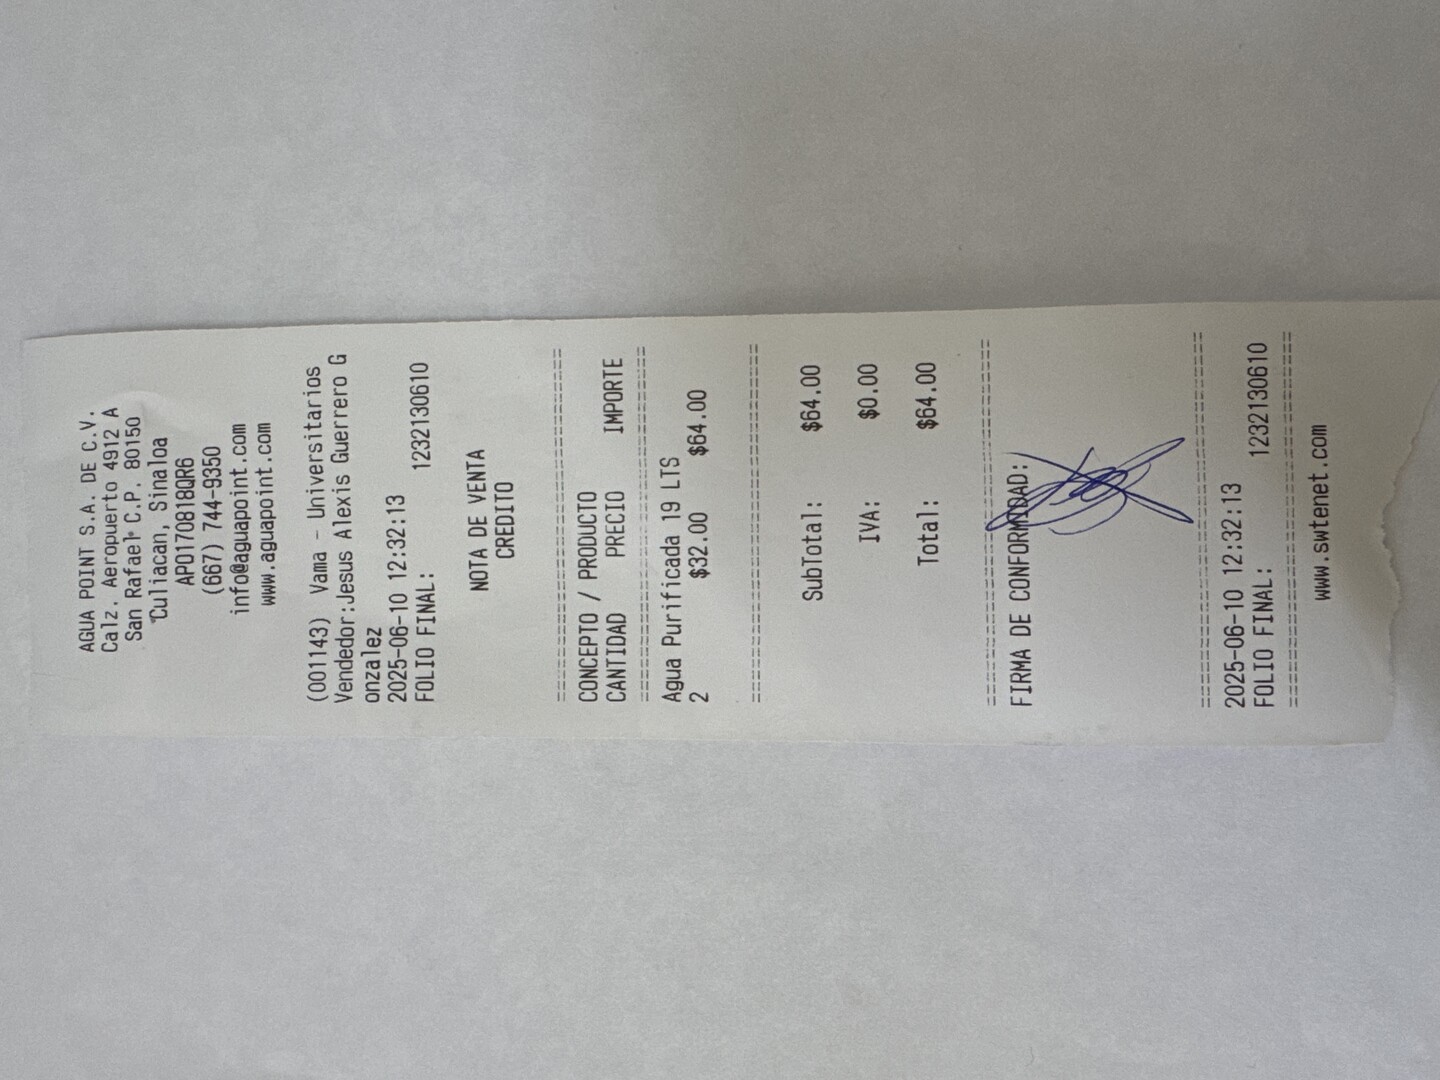 AGUA POINT S.A. DE C.V.
Calz. Aeropuerto 4912 A
San Rafael C.P. 80150
Culiacan, Sinaloa
APO170818QR6
(667) 744-9350
info@aguapoint.com
www.aguapoint.com
(001143) Vama - Universitarios
Vendedor:Jesus Alexis Guerrero G
onzalez
2025-06-10 12:32:13
FOLIO FINAL: 1232130610
NOTA DE VENTA
CREDITO
================================
CONCEPTO / PRODUCTO
CANTIDAD PRECIO IMPORTE
================================
Agua Purificada 19 LTS
2 $32.00 $64.00
================================
SubTotal: $64.00
IVA: $0.00
Total: $64.00
================================
FIRMA DE CONFORMIDAD:
================================
2025-06-10 12:32:13
FOLIO FINAL: 1232130610
================================
www.swtenet.com